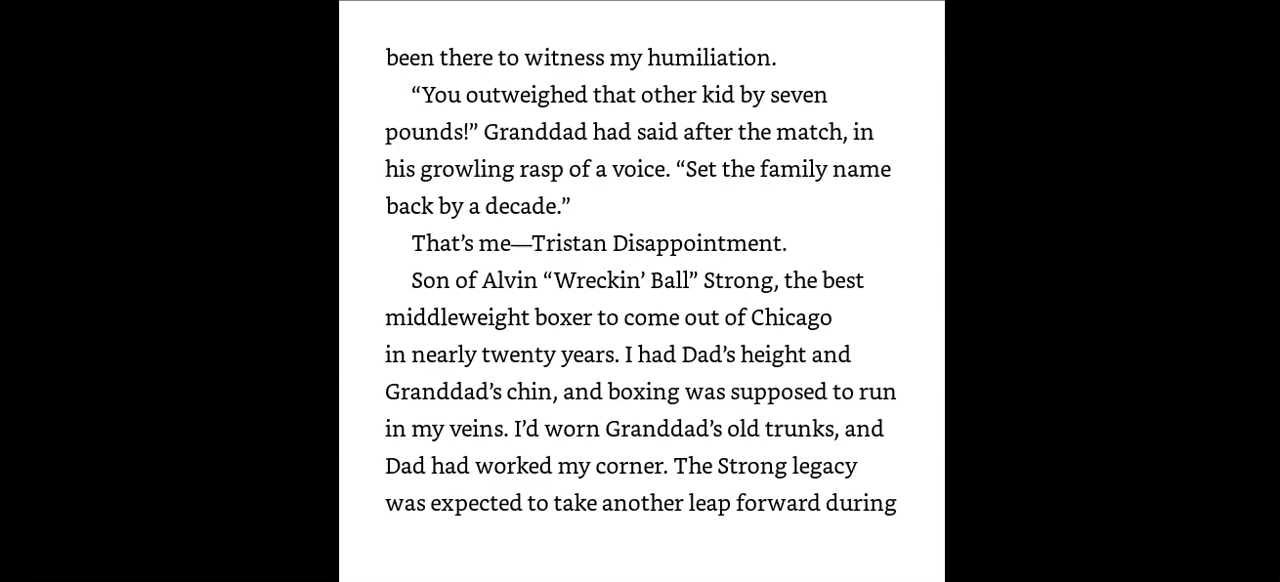 been there to witness my humiliation.
“You outweighed that other kid by seven
pounds!” Granddad had said after the match, in
his growling rasp of a voice. “Set the family name
back by a decade.”
That’s me—Tristan Disappointment.
Son of Alvin “Wreckin’ Ball” Strong, the best
middleweight boxer to come out of Chicago
in nearly twenty years. I had Dad’s height and
Granddad’s chin, and boxing was supposed to run
in my veins. I’d worn Granddad’s old trunks, and
Dad had worked my corner. The Strong legacy
was expected to take another leap forward during